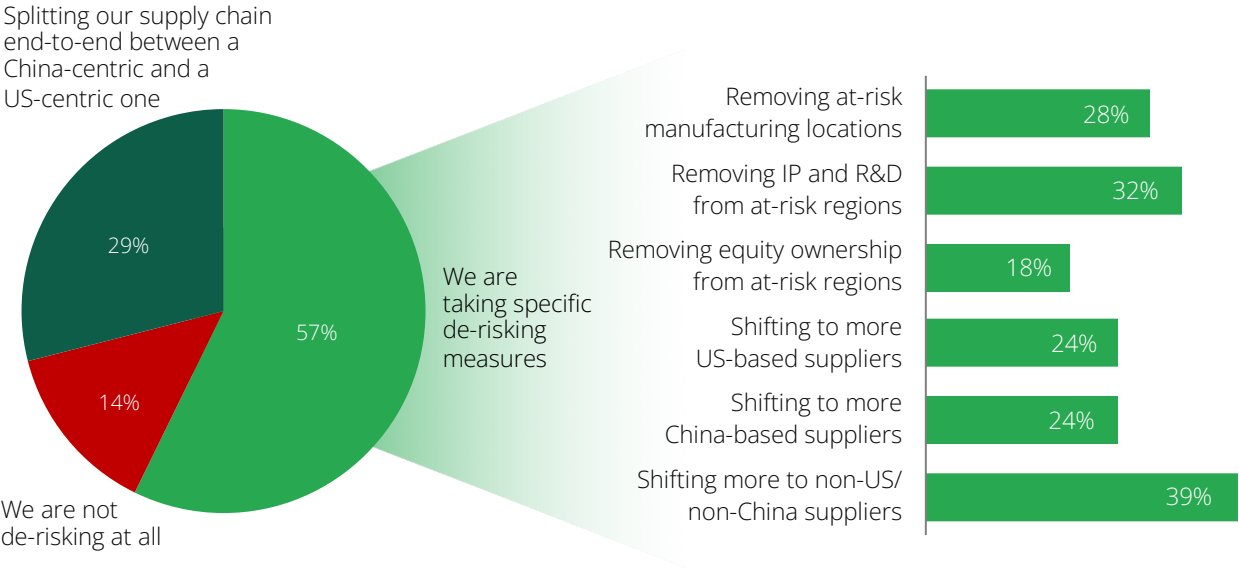 Splitting our supply chain
end-to-end between a
China-centric and a
US-centric one
29%
57%
14%
We are
taking specific
de-risking
measures
We are not
de-risking at all
Removing at-risk
manufacturing locations
28%
Removing IP and R&D
from at-risk regions
32%
Removing equity ownership
from at-risk regions
18%
Shifting to more
US-based suppliers
24%
Shifting to more
China-based suppliers
24%
Shifting more to non-US/
non-China suppliers
39%